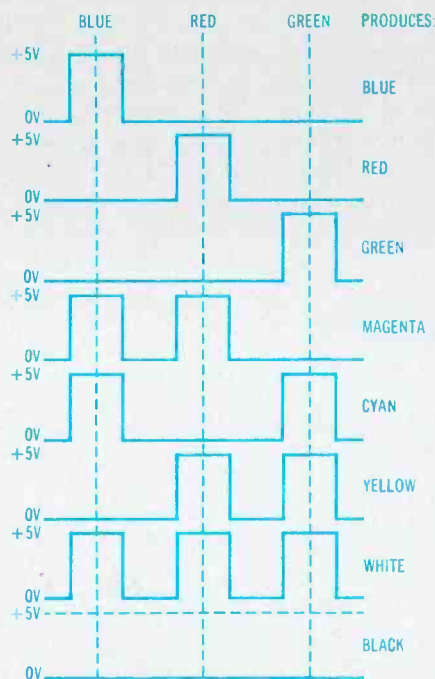 BLUE RED GREEN PRODUCES:
+5V
BLUE
0V
+5V
RED
0V
+5V
GREEN
0V
+5V
MAGENTA
0V
+5V
CYAN
0V
+5V
YELLOW
0V
+5V
WHITE
0V
+5V
BLACK
0V